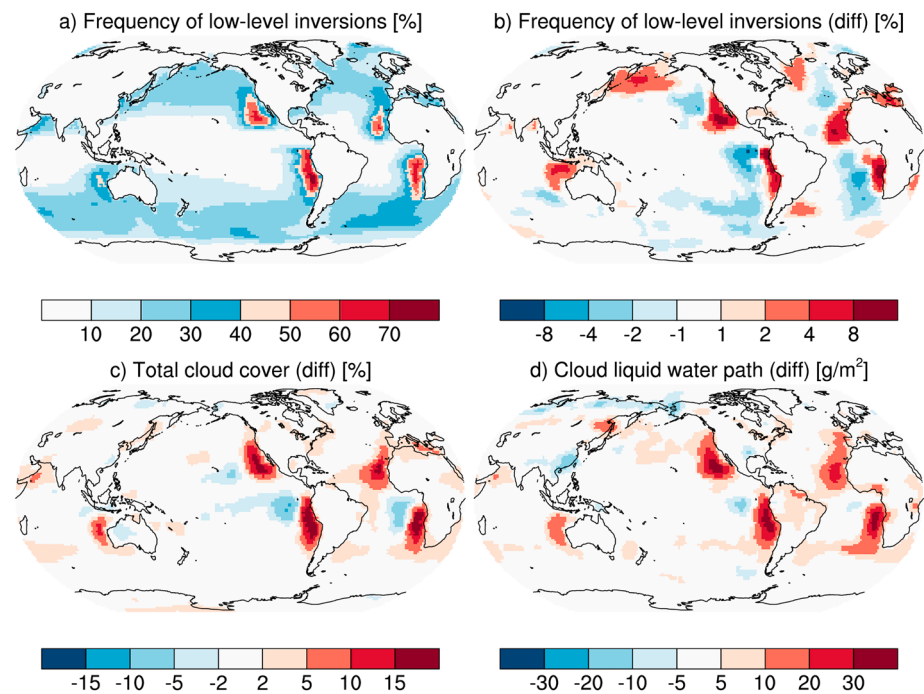 a) Frequency of low-level inversions [%]
b) Frequency of low-level inversions (diff) [%]
10 20 30 40 50 60 70
-8 -4 -2 -1 1 2 4 8
c) Total cloud cover (diff) [%]
d) Cloud liquid water path (diff) [g/m²]
-15 -10 -5 -2 2 5 10 15
-30 -20 -10 -5 5 10 20 30